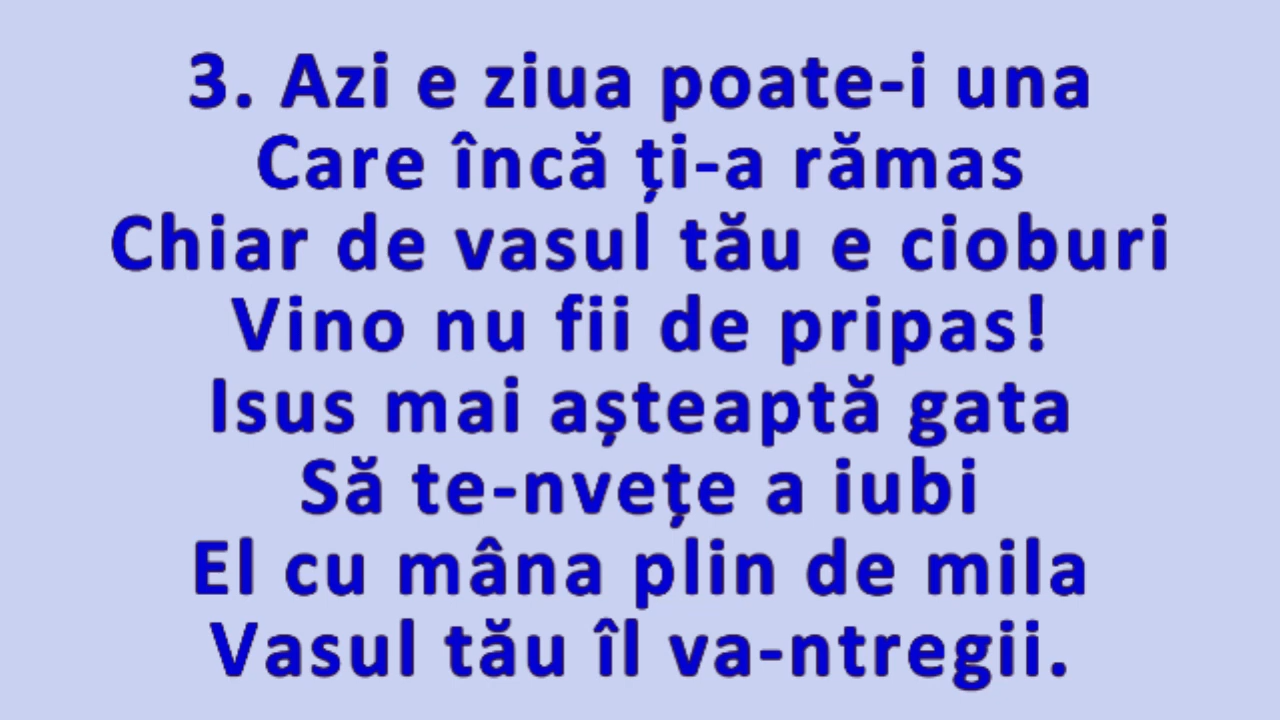 3. Azi e ziua poate-i una
Care încă ți-a rămas
Chiar de vasul tău e cioburi
Vino nu fii de pripas!
Isus mai așteaptă gata
Să te-nvețe a iubi
El cu mâna plin de mila
Vasul tău îl va-ntregii.